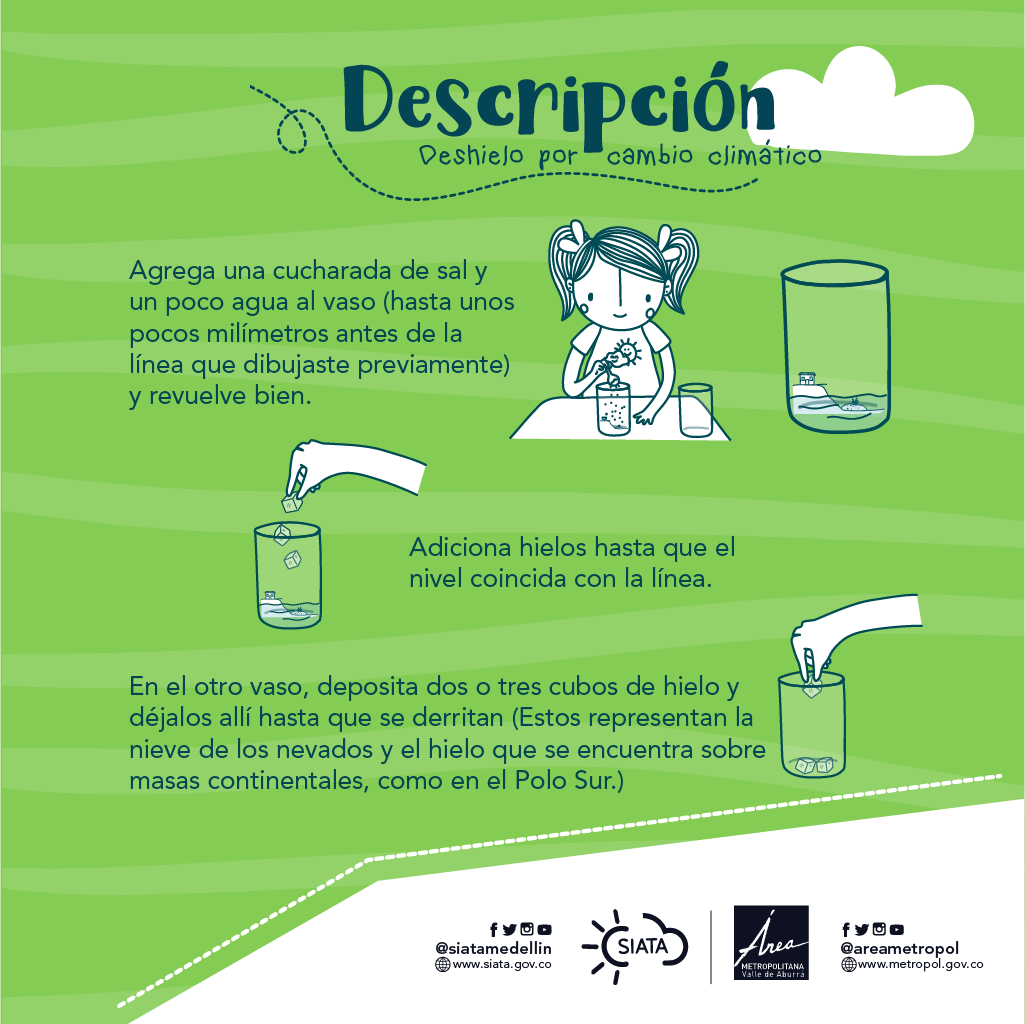 Descripción
Deshielo por cambio climático
Agrega una cucharada de sal y
un poco agua al vaso (hasta unos
pocos milímetros antes de la
línea que dibujaste previamente)
y revuelve bien.
Adiciona hielos hasta que el
nivel coincida con la línea.
En el otro vaso, deposita dos o tres cubos de hielo y
déjalos allí hasta que se derritan (Estos representan la
nieve de los nevados y el hielo que se encuentra sobre
masas continentales, como en el Polo Sur.)
@siatamedellin
www.siata.gov.co
SIATA
Área
METROPOLITANA
Valle de Aburrá
@areametropol
www.metropol.gov.co